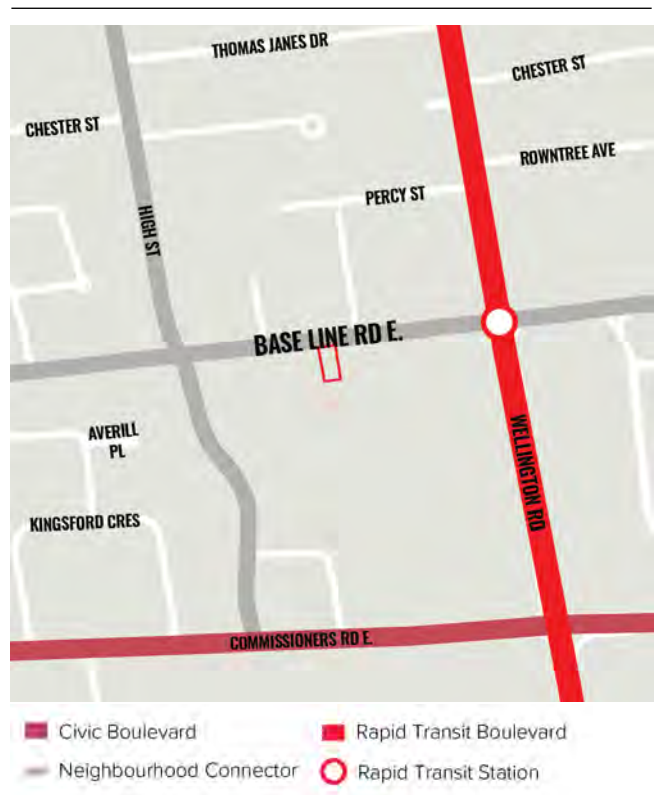 THOMAS JANES DR
CHESTER ST
CHESTER ST
ROWNTREE AVE
PERCY ST
HIGH ST
BASE LINE RD E.
AVERILL
PL
WELLINGTON RD
KINGSFORD CRES
COMMISSIONERS RD E.
Civic Boulevard
Rapid Transit Boulevard
Neighbourhood Connector
Rapid Transit Station